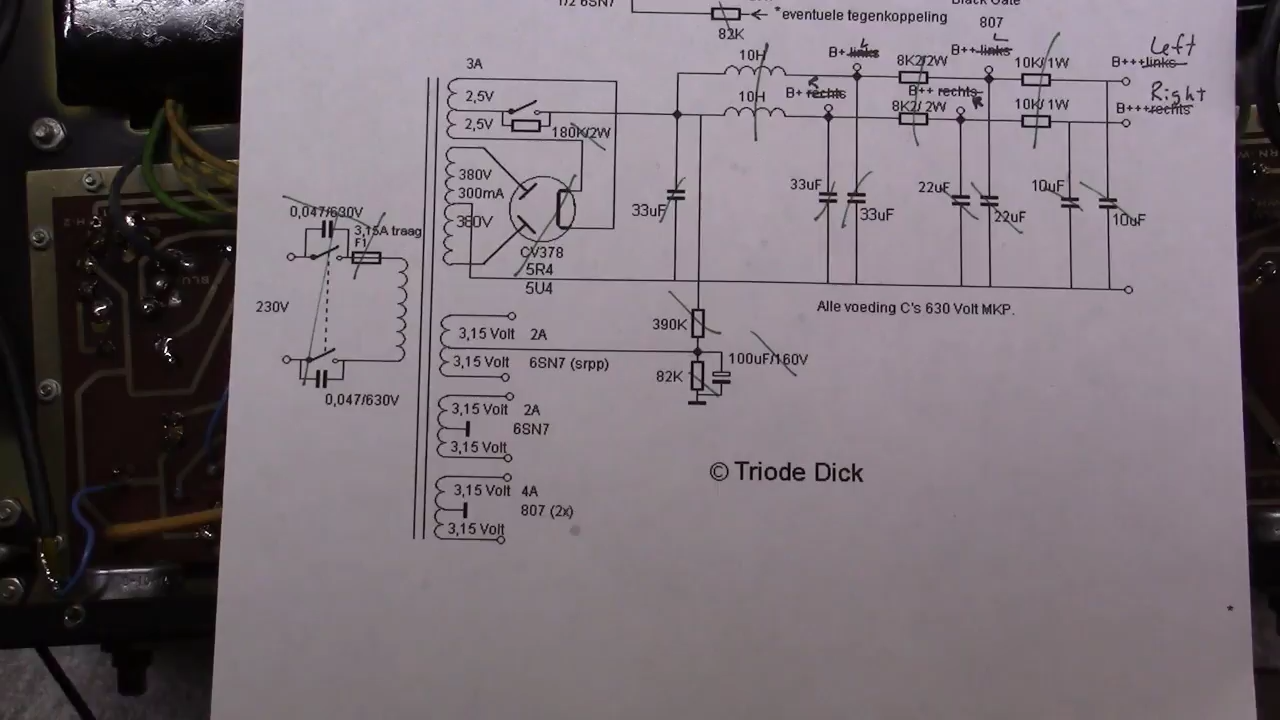 1/2 6SN7
82K
*eventuele tegenkoppeling
Black Gate
807
3A
2,5V
2,5V
180K/2W
10H
10H
B+ links
L
B+ rechts
R
8K2/2W
8K2/ 2W
B++ links
L
B++ rechts
R
10K/ 1W
10K/ 1W
B+++links
Left
Right
B+++rechts
380V
300mA
380V
CV378
5R4
5U4
33uF
33uF
33uF
22uF
22uF
10uF
10uF
0,047/630V
3,15A traag
F1
230V
0,047/630V
Alle voeding C's 630 Volt MKP.
390K
82K
100uF/160V
3,15 Volt 2A
3,15 Volt 6SN7 (srpp)
3,15 Volt 2A
6SN7
3,15 Volt
3,15 Volt 4A
807 (2x)
3,15 Volt
© Triode Dick
*